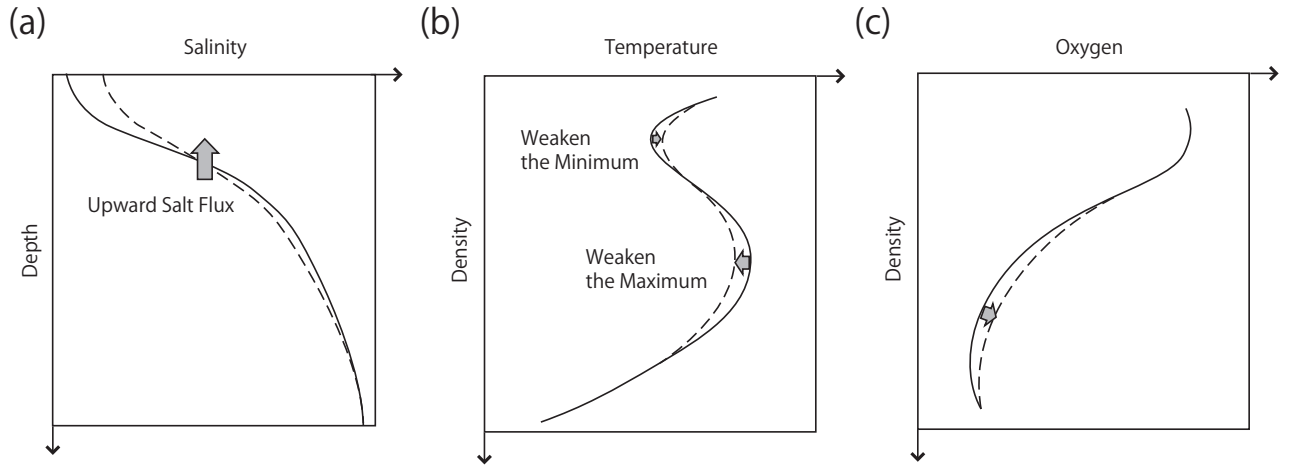 (a)
Salinity
Upward Salt Flux
Depth
(b)
Temperature
Weaken
the Minimum
Weaken
the Maximum
Density
(c)
Oxygen
Density